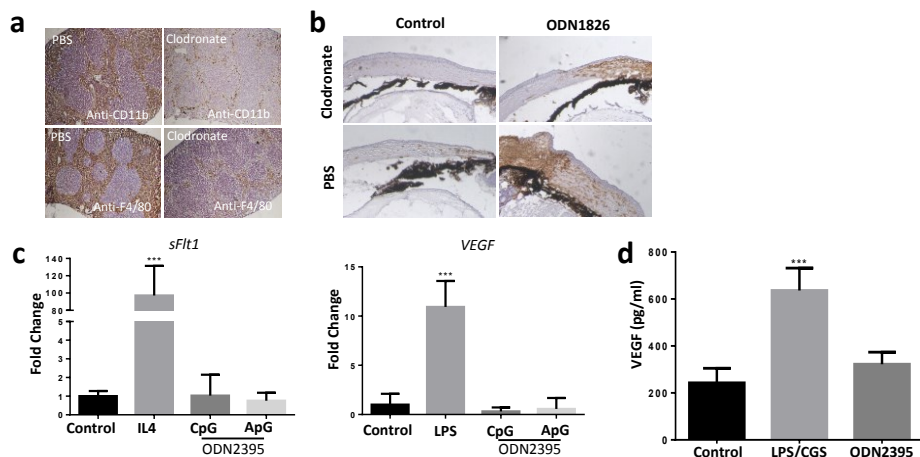 a
PBS
Clodronate
Anti-CD11b
Anti-CD11b
PBS
Clodronate
Anti-F4/80
Anti-F4/80
b
Control
ODN1826
Clodronate
PBS
c
sFlt1
***
Fold Change
140
120
100
80
5
4
3
2
1
0
Control
IL4
CpG
ApG
ODN2395
VEGF
***
Fold Change
15
10
5
0
Control
LPS
CpG
ApG
ODN2395
d
***
VEGF (pg/ml)
800
600
400
200
0
Control
LPS/CGS
ODN2395